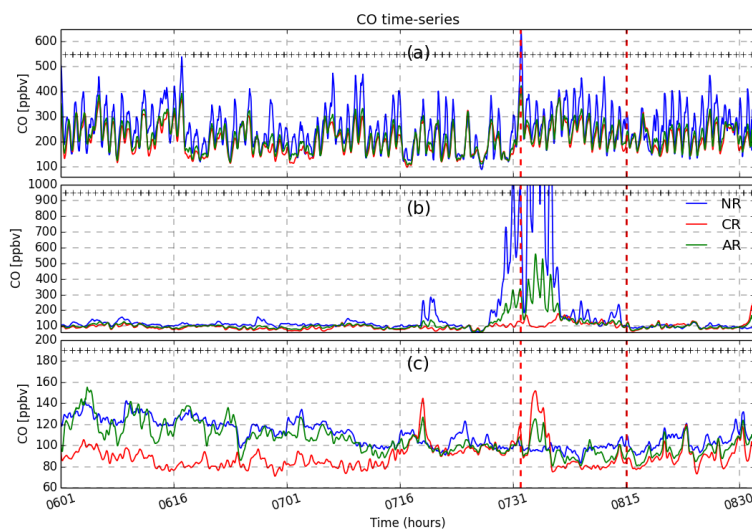 CO time-series
CO [ppbv]
600
500
400
300
200
100
(a)
CO [ppbv]
1000
900
800
700
600
500
400
300
200
100
(b)
NR
CR
AR
CO [ppbv]
200
180
160
140
120
100
80
60
(c)
0601 0616 0701 0716 0731 0815 0830
Time (hours)